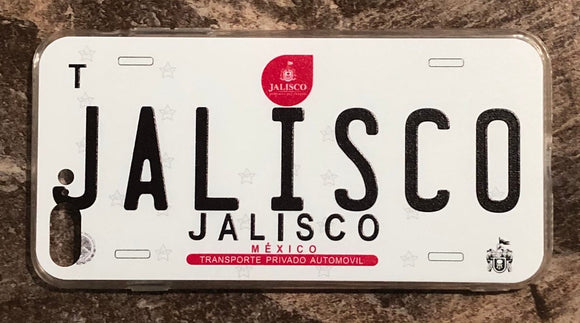 T
JALISCO
JALISCO
JALISCO
MÉXICO
TRANSPORTE PRIVADO AUTOMOVIL